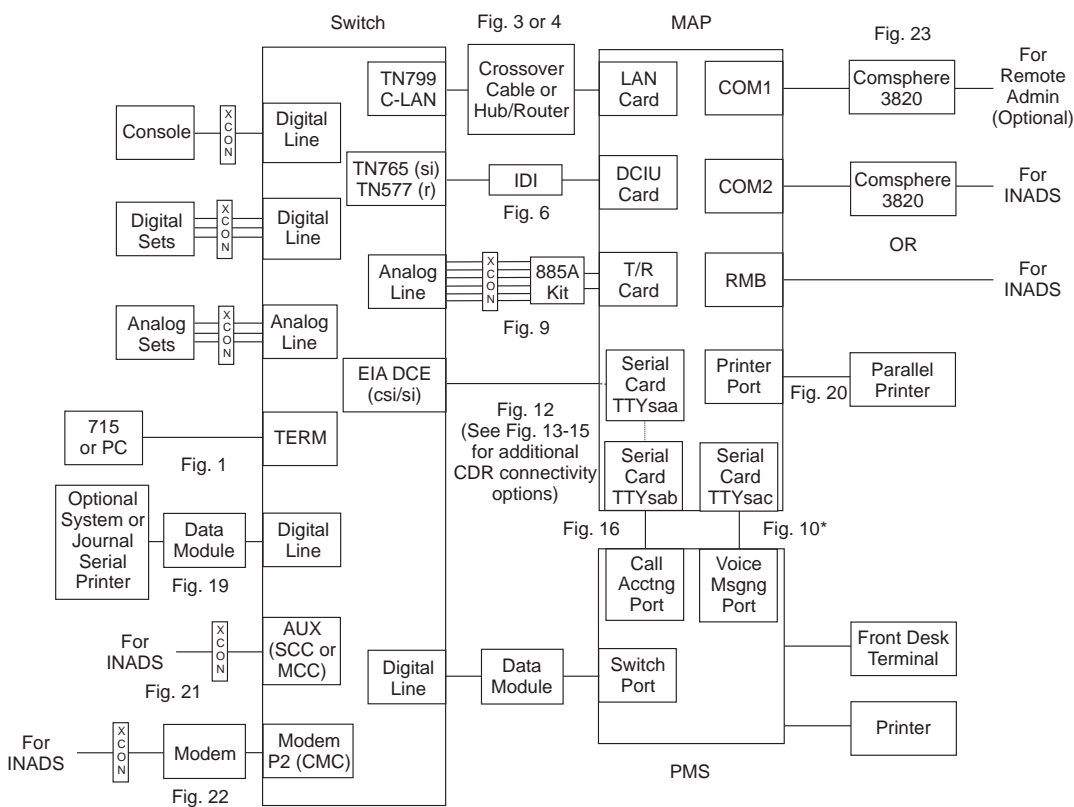 Switch
Fig. 3 or 4
MAP
Fig. 23
TN799
C-LAN
Crossover
Cable or
Hub/Router
LAN
Card
COM1
Comsphere
3820
For
Remote
Admin
(Optional)
Console
XCON
Digital
Line
TN765 (si)
TN577 (r)
IDI
Fig. 6
DCIU
Card
COM2
Comsphere
3820
For
INADS
OR
Digital
Sets
XCON
Digital
Line
Analog
Line
XCON
885A
Kit
Fig. 9
T/R
Card
RMB
For
INADS
Analog
Sets
XCON
Analog
Line
EIA DCE
(csi/si)
Fig. 12
(See Fig. 13-15
for additional
CDR connectivity
options)
Serial
Card
TTYsaa
Printer
Port
Fig. 20
Parallel
Printer
715
or PC
Fig. 1
TERM
Serial
Card
TTYsab
Serial
Card
TTYsac
Optional
System or
Journal
Serial
Printer
Data
Module
Fig. 19
Digital
Line
Fig. 16
Fig. 10*
Call
Acctng
Port
Voice
Msgng
Port
For
INADS
XCON
Fig. 21
AUX
(SCC or
MCC)
Digital
Line
Data
Module
Switch
Port
Front Desk
Terminal
For
INADS
XCON
Modem
Fig. 22
Modem
P2 (CMC)
Printer
PMS